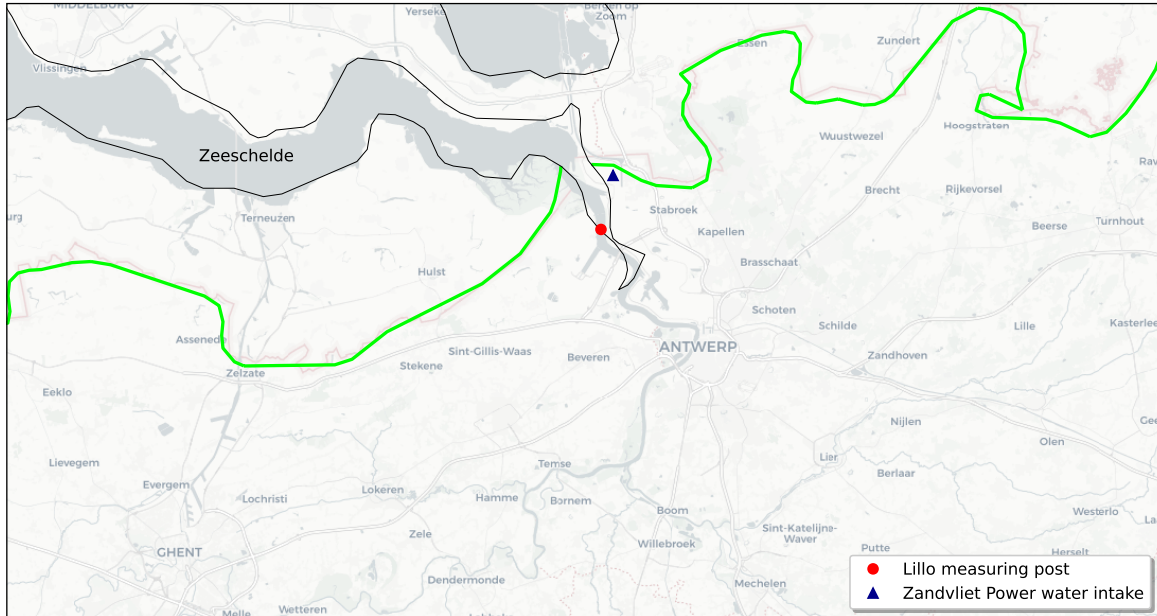 MIDDELBURG
Yerseke
Bergen op
Zoom
Essen
Zundert
Vlissingen
Hoogstraten
Wuustwezel
Zeeschelde
Brecht
Rijkevorsel
Stabroek
Terneuzen
Beerse
Turnhout
Kapellen
Hulst
Brasschaat
Schoten
Schilde
Lille
Assenede
Sint-Gillis-Waas
Beveren
ANTWERP
Zandhoven
Stekene
Zelzate
Eeklo
Nijlen
Olen
Lievegem
Temse
Lier
Berlaar
Evergem
Lochristi
Lokeren
Hamme
Bornem
Boom
Westerlo
Zele
Sint-Katelijne-
Waver
Willebroek
Putte
Herselt
GHENT
Dendermonde
Mechelen
Wetteren
Melle
Lillo measuring post
Zandvliet Power water intake